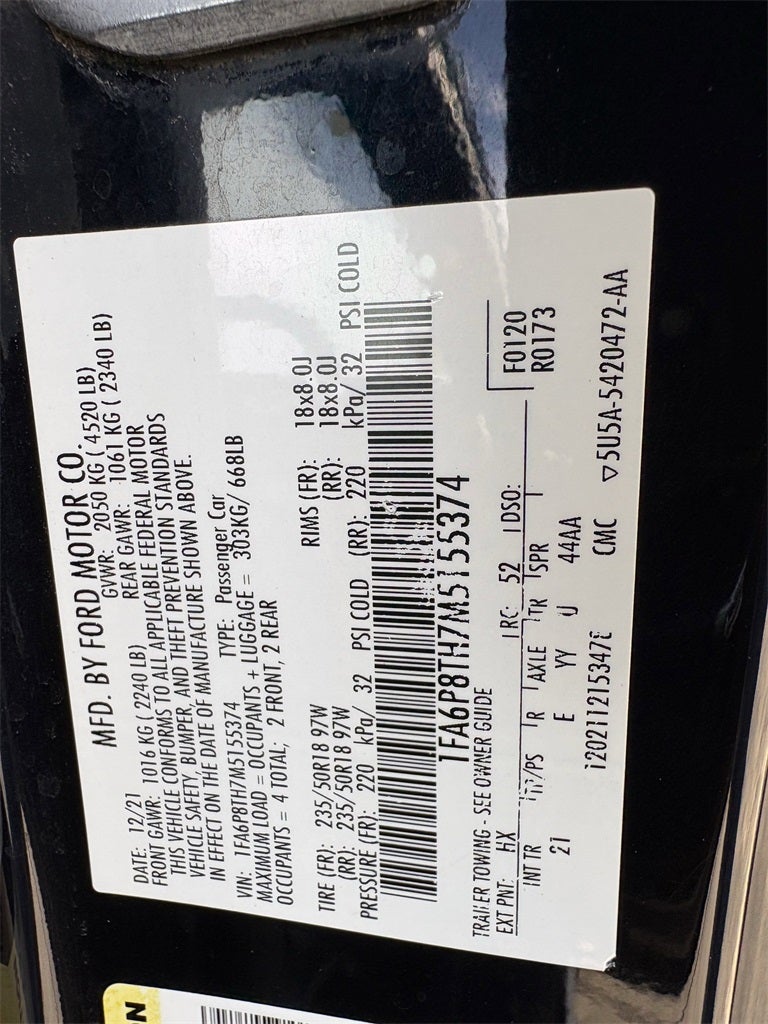 MFD. BY FORD MOTOR CO.
DATE: 12/21 GVWR: 2050 KG ( 4520 LB)
FRONT GAWR: 1016 KG ( 2240 LB) REAR GAWR: 1061 KG ( 2340 LB)
THIS VEHICLE CONFORMS TO ALL APPLICABLE FEDERAL MOTOR
VEHICLE SAFETY, BUMPER, AND THEFT PREVENTION STANDARDS
IN EFFECT ON THE DATE OF MANUFACTURE SHOWN ABOVE.
VIN: 1FA6P8TH7M5155374 TYPE: Passenger Car
MAXIMUM LOAD = OCCUPANTS + LUGGAGE = 303KG/ 668LB
OCCUPANTS = 4 TOTAL; 2 FRONT, 2 REAR
TIRE (FR): 235/50R18 97W RIMS (FR): 18x8.0J
(RR): 235/50R18 97W (RR): 18x8.0J
PRESSURE (FR): 220 kPa/ 32 PSI COLD (RR): 220 kPa/ 32 PSI COLD
1FA6P8TH7M5155374
TRAILER TOWING - SEE OWNER GUIDE
EXT PNT: HX RC: 52 DSO: F0120
R0173
INT TR TP/PS R AXLE TR SPR
21 E YY U 44AA
CMC 5U5A-5420472-AA
ON